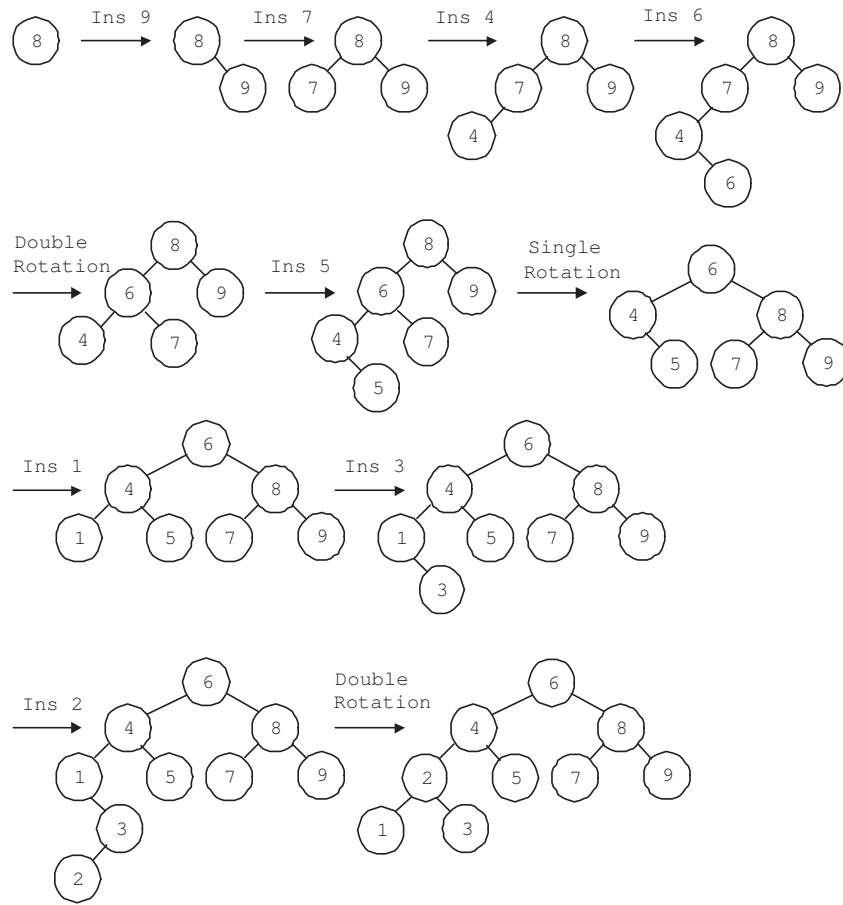 Ins 9 Ins 7 Ins 4 Ins 6
8 8 8 8 8
9 7 9 7 9 7 9
4 4
6
Double
Rotation Ins 5 Single
Rotation
8 8 6
6 9 6 9 4 8
4 7 4 7 5 7 9
5
Ins 1 Ins 3
6 6
4 8 4 8
1 5 7 9 1 5 7 9
3
Ins 2 Double
Rotation
6 6
4 8 4 8
1 5 7 9 2 5 7 9
3 1 3
2